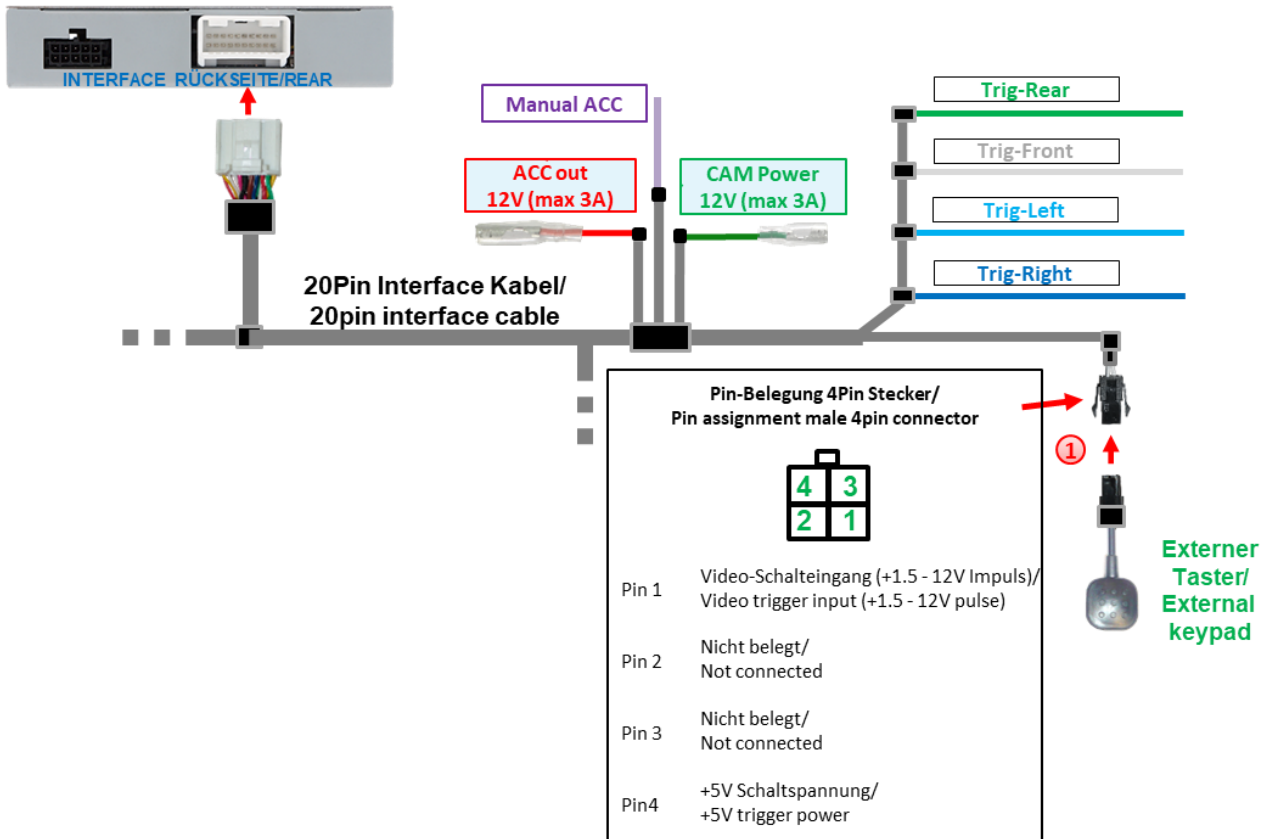 INTERFACE RÜCKSEITE/REAR
Manual ACC
ACC out
12V (max 3A)
CAM Power
12V (max 3A)
Trig-Rear
Trig-Front
Trig-Left
Trig-Right
20Pin Interface Kabel/
20pin interface cable
Pin-Belegung 4Pin Stecker/
Pin assignment male 4pin connector
4 3
2 1
1
Externer
Taster/
External
keypad
Pin 1 Video-Schalteingang (+1.5 - 12V Impuls)/
Video trigger input (+1.5 - 12V pulse)
Pin 2 Nicht belegt/
Not connected
Pin 3 Nicht belegt/
Not connected
Pin4 +5V Schaltspannung/
+5V trigger power